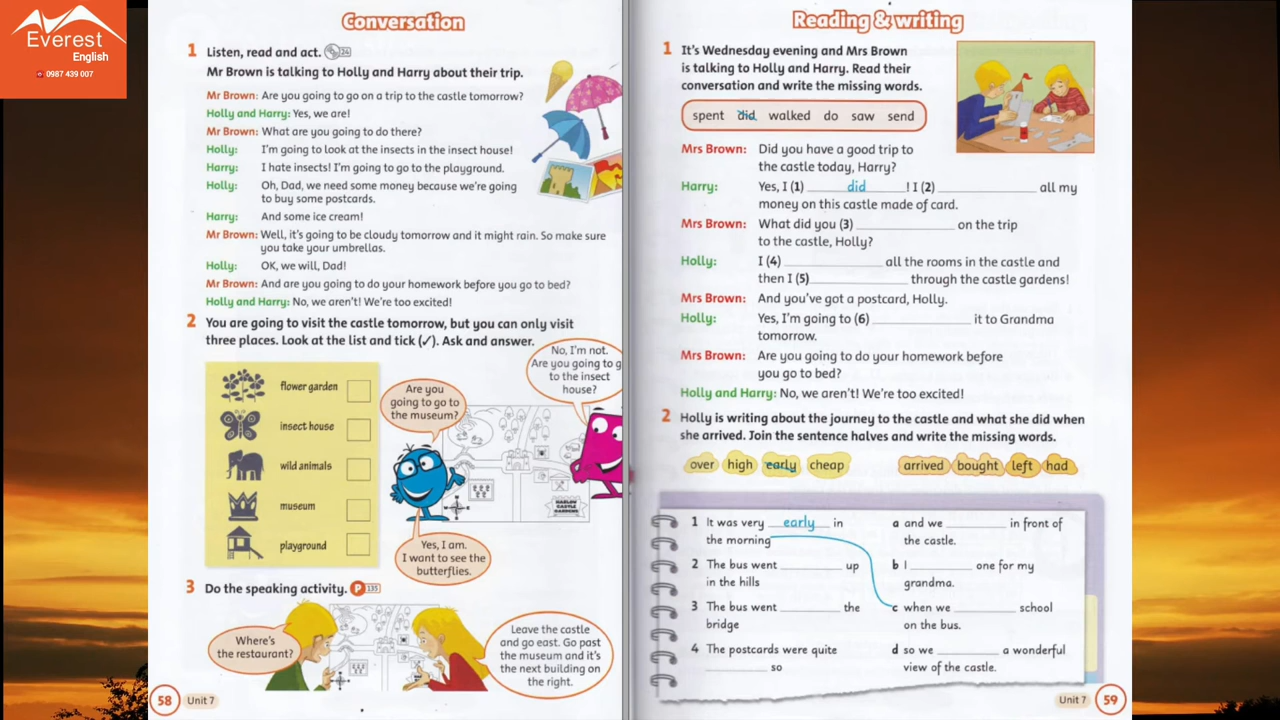 Everest
English
0987 439 007
Conversation
1 Listen, read and act. 24
Mr Brown is talking to Holly and Harry about their trip.
Mr Brown: Are you going to go on a trip to the castle tomorrow?
Holly and Harry: Yes, we are!
Mr Brown: What are you going to do there?
Holly: I'm going to look at the insects in the insect house!
Harry: I hate insects! I'm going to go to the playground.
Holly: Oh, Dad, we need some money because we're going
to buy some postcards.
Harry: And some ice cream!
Mr Brown: Well, it's going to be cloudy tomorrow and it might rain. So make sure
you take your umbrellas.
Holly: OK, we will, Dad!
Mr Brown: And are you going to do your homework before you go to bed?
Holly and Harry: No, we aren't! We're too excited!
2 You are going to visit the castle tomorrow, but you can only visit
three places. Look at the list and tick (✓). Ask and answer.
flower garden
insect house
wild animals
museum
playground
Are you
going to go to
the museum?
No, I'm not.
Are you going to g
to the insect
house?
HARLOW
CASTLE
GARDENS
Yes, I am.
I want to see the
butterflies.
3 Do the speaking activity. P 135
Where's
the restaurant?
Leave the castle
and go east. Go past
the museum and it's
the next building on
the right.
58 Unit 7
Reading & writing
1 It's Wednesday evening and Mrs Brown
is talking to Holly and Harry. Read their
conversation and write the missing words.
spent did walked do saw send
Mrs Brown: Did you have a good trip to
the castle today, Harry?
Harry: Yes, I (1) did ! I (2) ____ all my
money on this castle made of card.
Mrs Brown: What did you (3) ____ on the trip
to the castle, Holly?
Holly: I (4) ____ all the rooms in the castle and
then I (5) ____ through the castle gardens!
Mrs Brown: And you've got a postcard, Holly.
Holly: Yes, I'm going to (6) ____ it to Grandma
tomorrow.
Mrs Brown: Are you going to do your homework before
you go to bed?
Holly and Harry: No, we aren't! We're too excited!
2 Holly is writing about the journey to the castle and what she did when
she arrived. Join the sentence halves and write the missing words.
over high early cheap arrived bought left had
1 It was very early in
the morning
2 The bus went ____ up
in the hills
3 The bus went ____ the
bridge
4 The postcards were quite
____ so
a and we ____ in front of
the castle.
b I ____ one for my
grandma.
c when we ____ school
on the bus.
d so we ____ a wonderful
view of the castle.
Unit 7 59